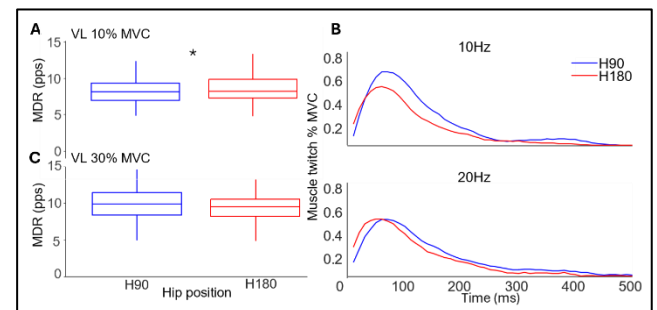 A VL 10% MVC
15
10
5
0
MDR (pps)
*
C VL 30% MVC
15
10
5
0
MDR (pps)
H90 H180
Hip position
B 10Hz
0.8
0.6
0.4
0.2
H90
H180
Muscle twitch % MVC
20Hz
0.8
0.6
0.4
0.2
0 100 200 300 400 500
Time (ms)